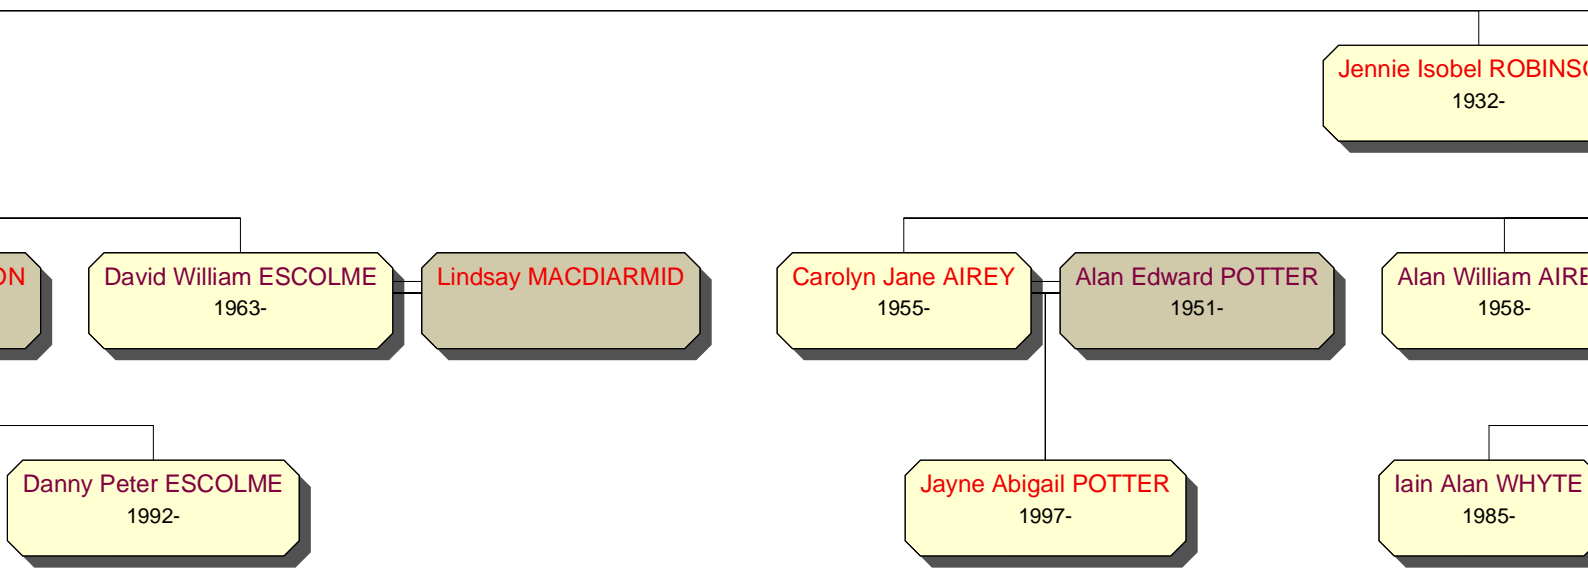 Jennie Isobel ROBINS
1932-
ON
David William ESCOLME
1963-
Lindsay MACDIARMID
Carolyn Jane AIREY
1955-
Alan Edward POTTER
1951-
Alan William AIRE
1958-
Danny Peter ESCOLME
1992-
Jayne Abigail POTTER
1997-
Iain Alan WHYTE
1985-